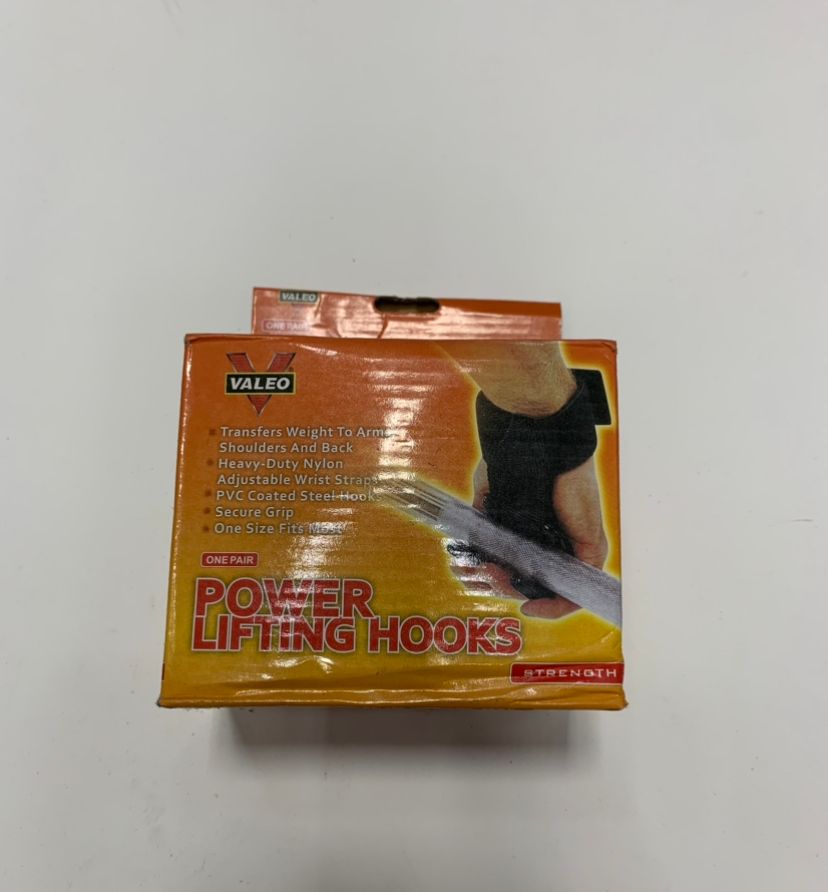 VALEO
ONE PAIR
VALEO
Transfers Weight To Arms
Shoulders And Back
Heavy-Duty Nylon
Adjustable Wrist Straps
PVC Coated Steel Hooks
Secure Grip
One Size Fits Most
ONE PAIR
POWER
LIFTING HOOKS
STRENGTH